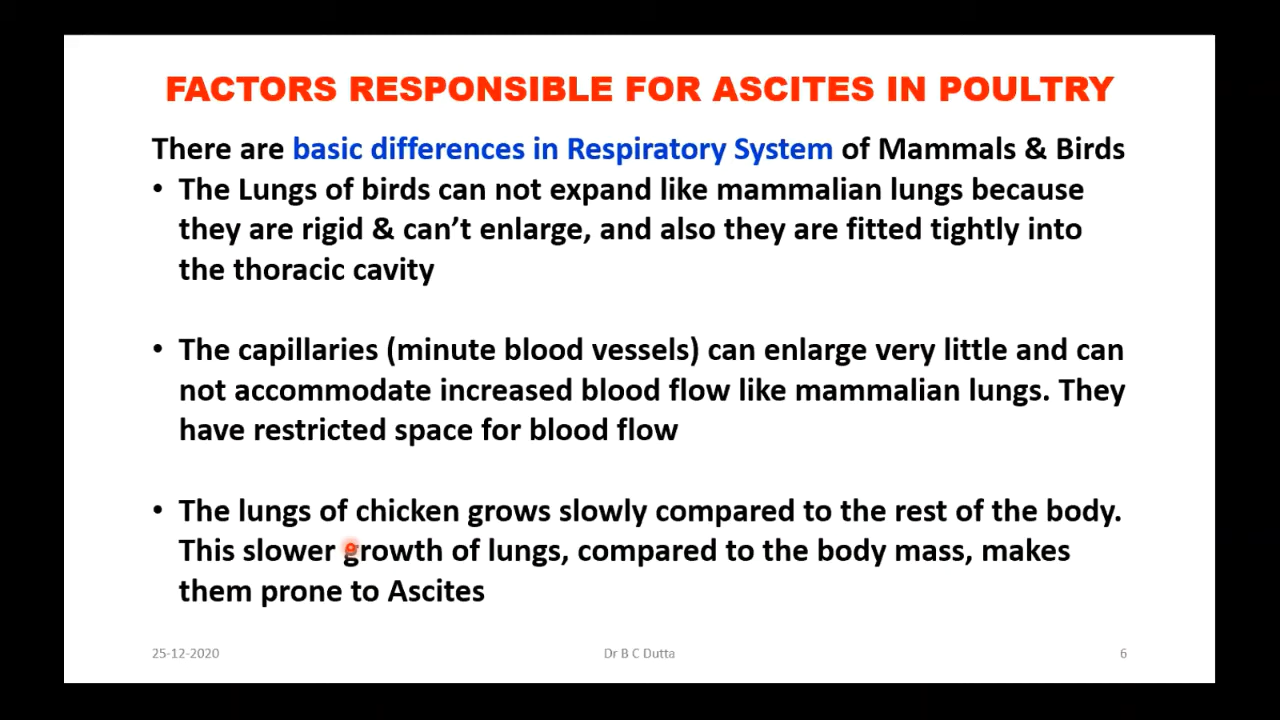 FACTORS RESPONSIBLE FOR ASCITES IN POULTRY
There are basic differences in Respiratory System of Mammals & Birds
• The Lungs of birds can not expand like mammalian lungs because
they are rigid & can’t enlarge, and also they are fitted tightly into
the thoracic cavity
• The capillaries (minute blood vessels) can enlarge very little and can
not accommodate increased blood flow like mammalian lungs. They
have restricted space for blood flow
• The lungs of chicken grows slowly compared to the rest of the body.
This slower growth of lungs, compared to the body mass, makes
them prone to Ascites
25-12-2020
Dr B C Dutta
6